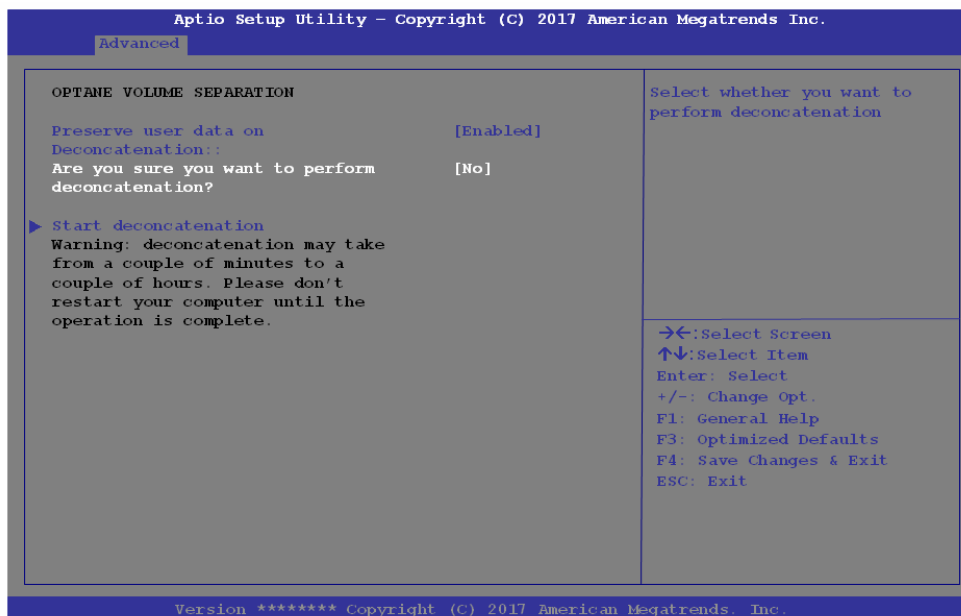 Aptio Setup Utility – Copyright (C) 2017 American Megatrends Inc.
Advanced
OPTANE VOLUME SEPARATION
Preserve user data on [Enabled]
Deconcatenation::
Are you sure you want to perform [No]
deconcatenation?
▶ Start deconcatenation
Warning: deconcatenation may take
from a couple of minutes to a
couple of hours. Please don't
restart your computer until the
operation is complete.
Select whether you want to
perform deconcatenation
→←:Select Screen
↑↓:Select Item
Enter: Select
+/-: Change Opt.
F1: General Help
F3: Optimized Defaults
F4: Save Changes & Exit
ESC: Exit
Version ******** Copyright (C) 2017 American Megatrends. Inc.